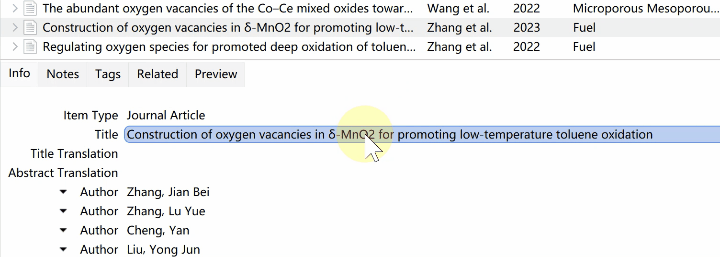 The abundant oxygen vacancies of the Co–Ce mixed oxides towar... Wang et al. 2022 Microporous Mesoporou...
Construction of oxygen vacancies in δ-MnO2 for promoting low-t... Zhang et al. 2023 Fuel
Regulating oxygen species for promoted deep oxidation of toluen... Zhang et al. 2022 Fuel
Info Notes Tags Related Preview
Item Type Journal Article
Title Construction of oxygen vacancies in δ-MnO2 for promoting low-temperature toluene oxidation
Title Translation
Abstract Translation
Author Zhang, Jian Bei
Author Zhang, Lu Yue
Author Cheng, Yan
Author Liu, Yong Jun